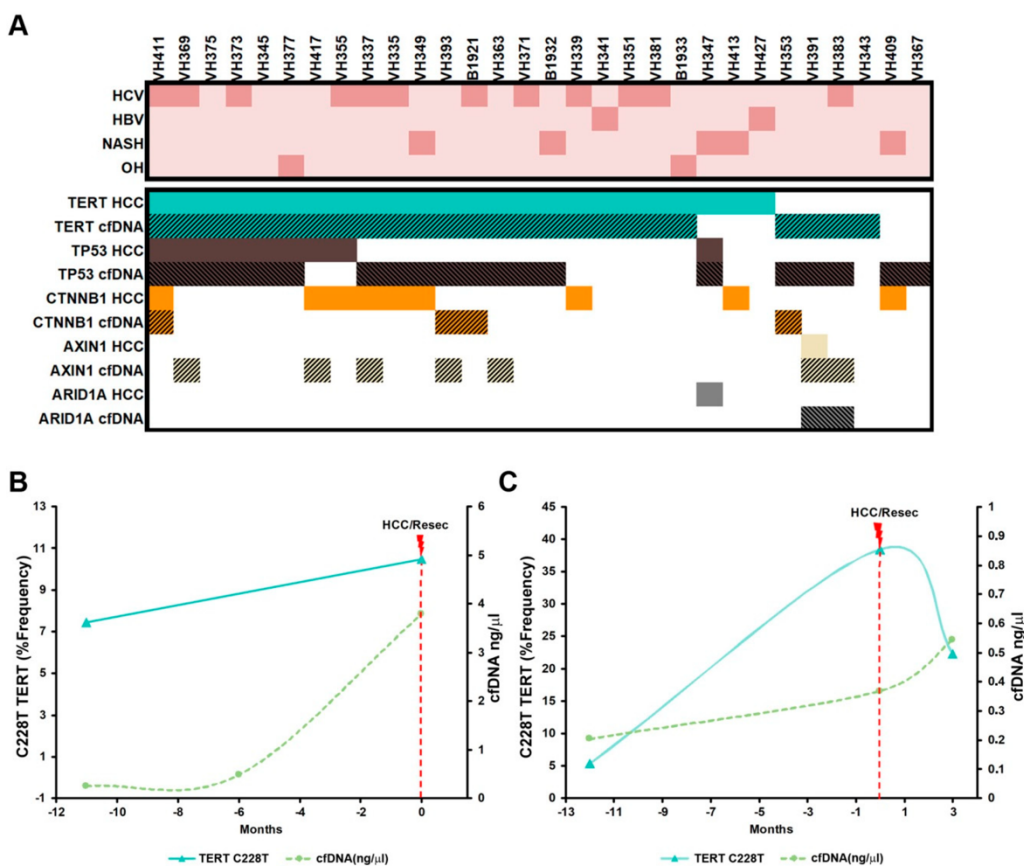 A
VH411 VH369 VH375 VH373 VH345 VH377 VH417 VH355 VH337 VH335 VH349 VH393 B1921 VH363 VH371 B1932 VH339 VH341 VH351 VH381 B1933 VH347 VH413 VH427 VH353 VH391 VH383 VH343 VH409 VH367
HCV
HBV
NASH
OH
TERT HCC
TERT cfDNA
TP53 HCC
TP53 cfDNA
CTNNB1 HCC
CTNNB1 cfDNA
AXIN1 HCC
AXIN1 cfDNA
ARID1A HCC
ARID1A cfDNA
B
C228T TERT (%Frequency)
13
11
9
7
5
3
1
-1
HCC/Resec
6
5
4
3
2
1
0
cfDNA ng/µl
-12 -10 -8 -6 -4 -2 0
Months
TERT C228T cfDNA(ng/µl)
C
C228T TERT (%Frequency)
45
40
35
30
25
20
15
10
5
0
HCC/Resec
1
0.9
0.8
0.7
0.6
0.5
0.4
0.3
0.2
0.1
0
cfDNA ng/µl
-13 -11 -9 -7 -5 -3 -1 1 3
Months
TERT C228T cfDNA(ng/µl)